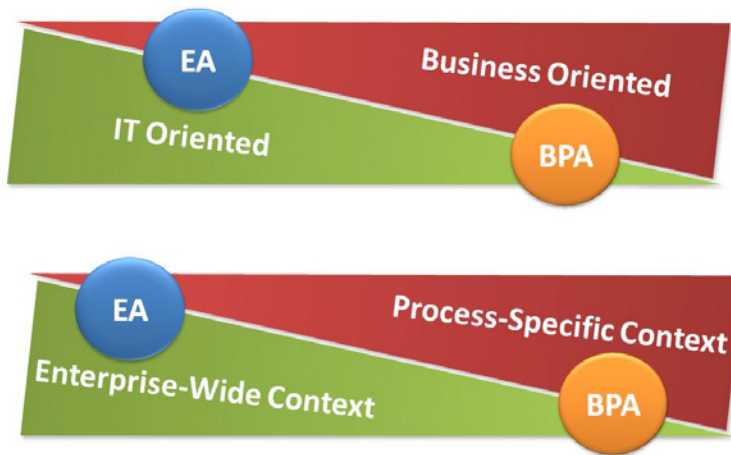 EA
Business Oriented
IT Oriented
BPA
EA
Process-Specific Context
Enterprise-Wide Context
BPA